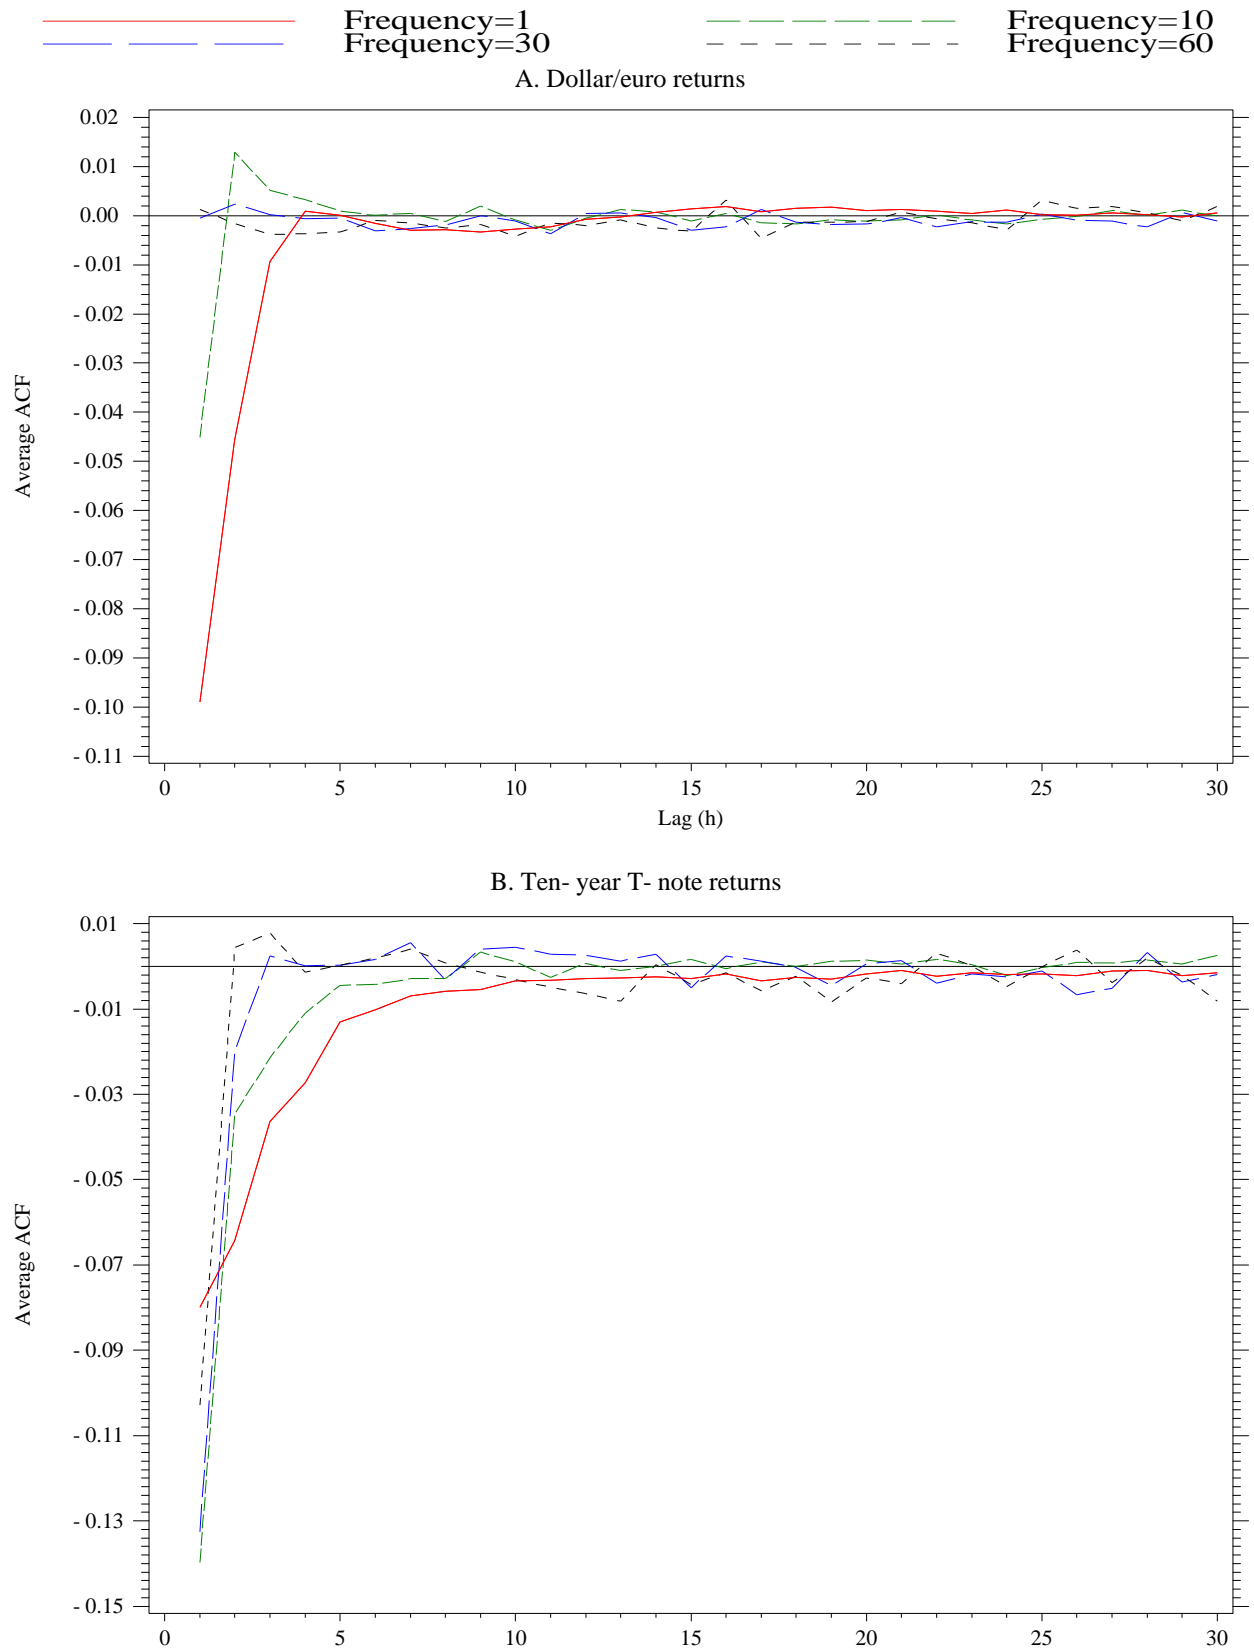 Frequency=1 Frequency=10
Frequency=30 Frequency=60
A. Dollar/euro returns
0.02
0.01
0.00
- 0.01
- 0.02
- 0.03
- 0.04
- 0.05
- 0.06
- 0.07
- 0.08
- 0.09
- 0.10
- 0.11
Average ACF
0 5 10 15 20 25 30
Lag (h)
B. Ten- year T- note returns
0.01
- 0.01
- 0.03
- 0.05
- 0.07
- 0.09
- 0.11
- 0.13
- 0.15
Average ACF
0 5 10 15 20 25 30